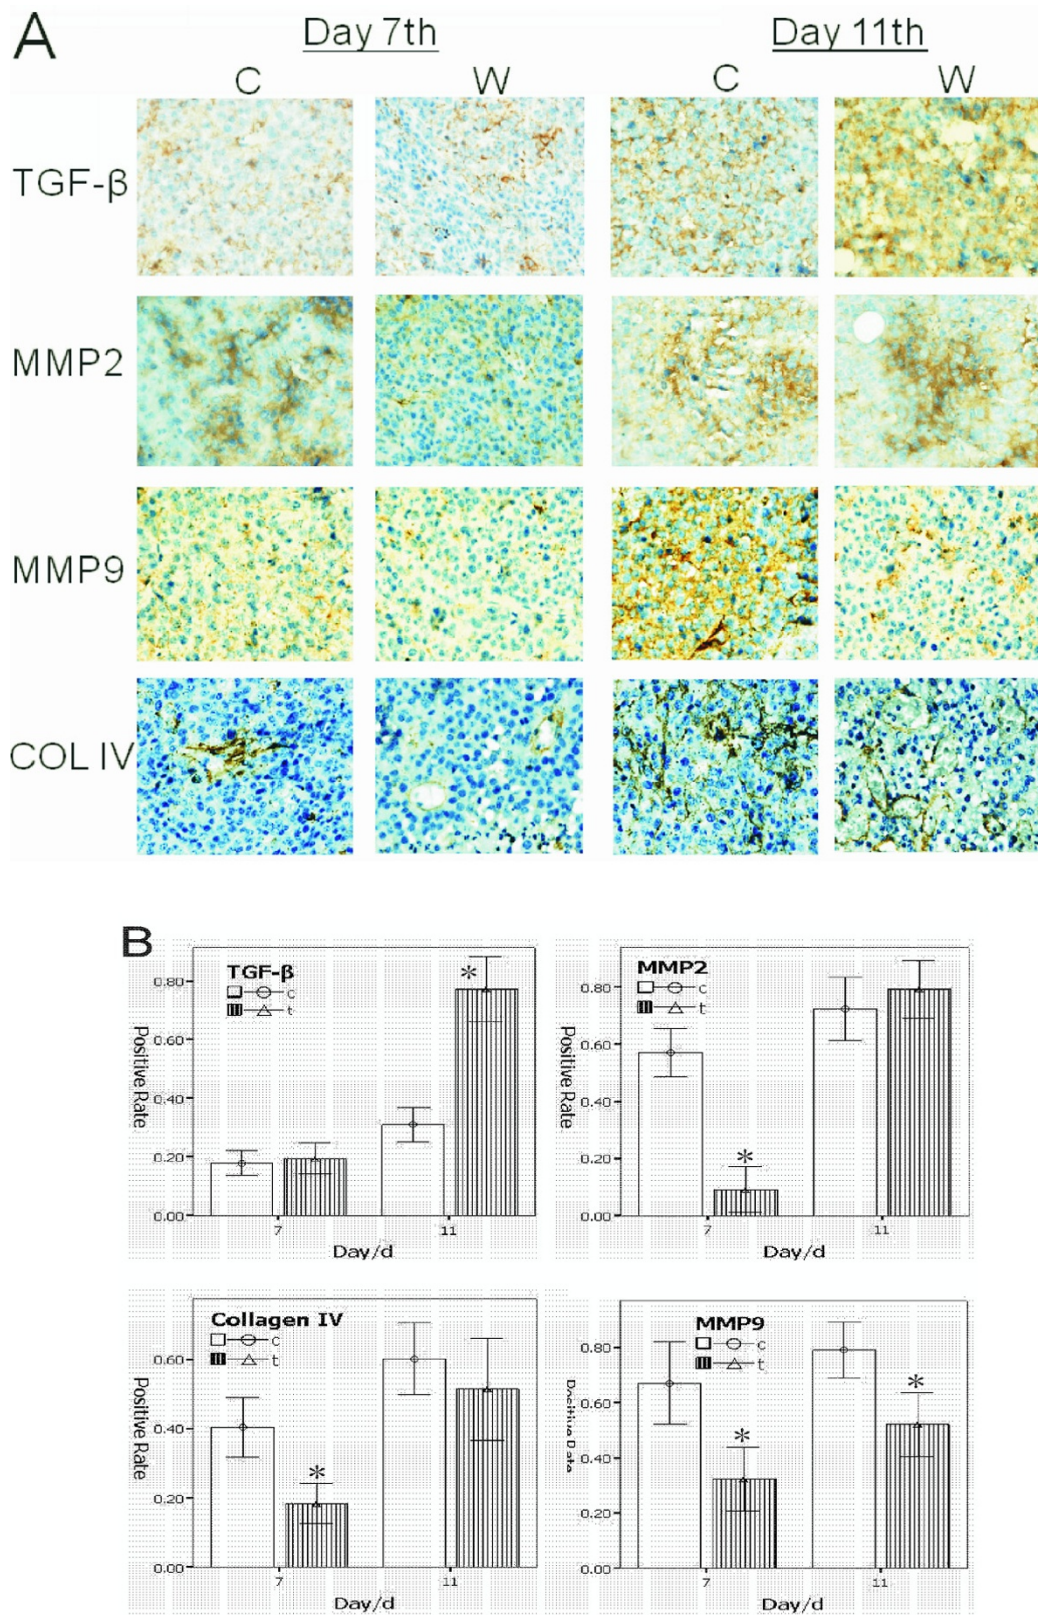 A
Day 7th Day 11th
C W C W
TGF-β
MMP2
MMP9
COL IV
B
TGF-β
c
t
*
Positive Rate
0.80
0.60
0.40
0.20
0.00
7 11
Day/d
MMP2
c
t
*
Positive Rate
0.80
0.60
0.40
0.20
0.00
7 11
Day/d
Collagen IV
c
t
*
Positive Rate
0.60
0.40
0.20
0.00
7 11
Day/d
MMP9
c
t
* *
Positive Rate
0.80
0.60
0.40
0.20
0.00
7 11
Day/d